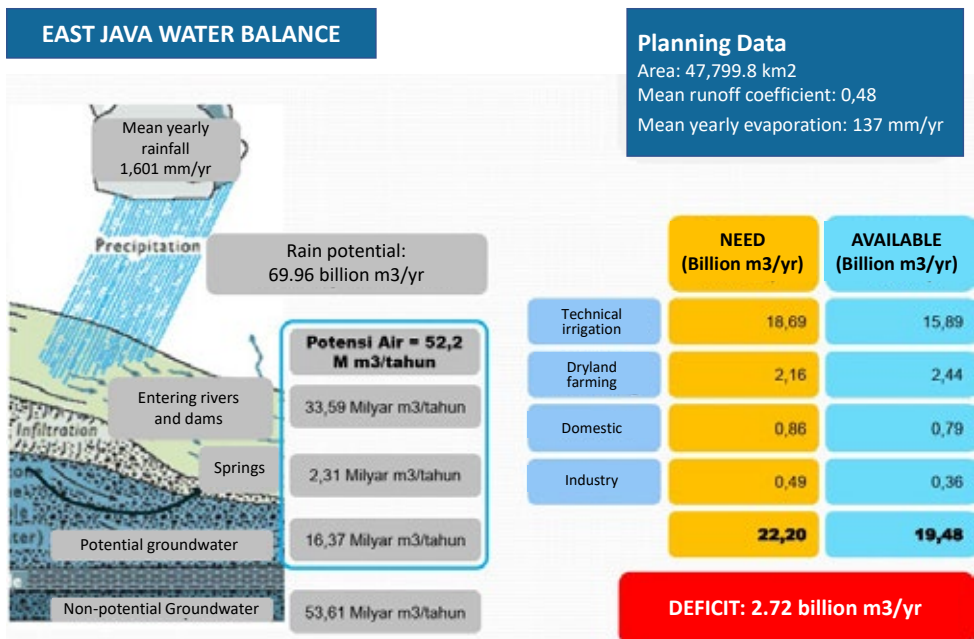 EAST JAVA WATER BALANCE
Planning Data
Area: 47,799.8 km2
Mean runoff coefficient: 0,48
Mean yearly evaporation: 137 mm/yr
Mean yearly
rainfall
1,601 mm/yr
Precipitation
Rain potential:
69.96 billion m3/yr
Potensi Air = 52,2
M m3/tahun
Entering rivers
and dams
33,59 Milyar m3/tahun
Infiltration
Springs
2,31 Milyar m3/tahun
ter)
Potential groundwater
16,37 Milyar m3/tahun
Non-potential Groundwater
53,61 Milyar m3/tahun
NEED
(Billion m3/yr)
AVAILABLE
(Billion m3/yr)
Technical
irrigation
18,69
15,89
Dryland
farming
2,16
2,44
Domestic
0,86
0,79
Industry
0,49
0,36
22,20
19,48
DEFICIT: 2.72 billion m3/yr